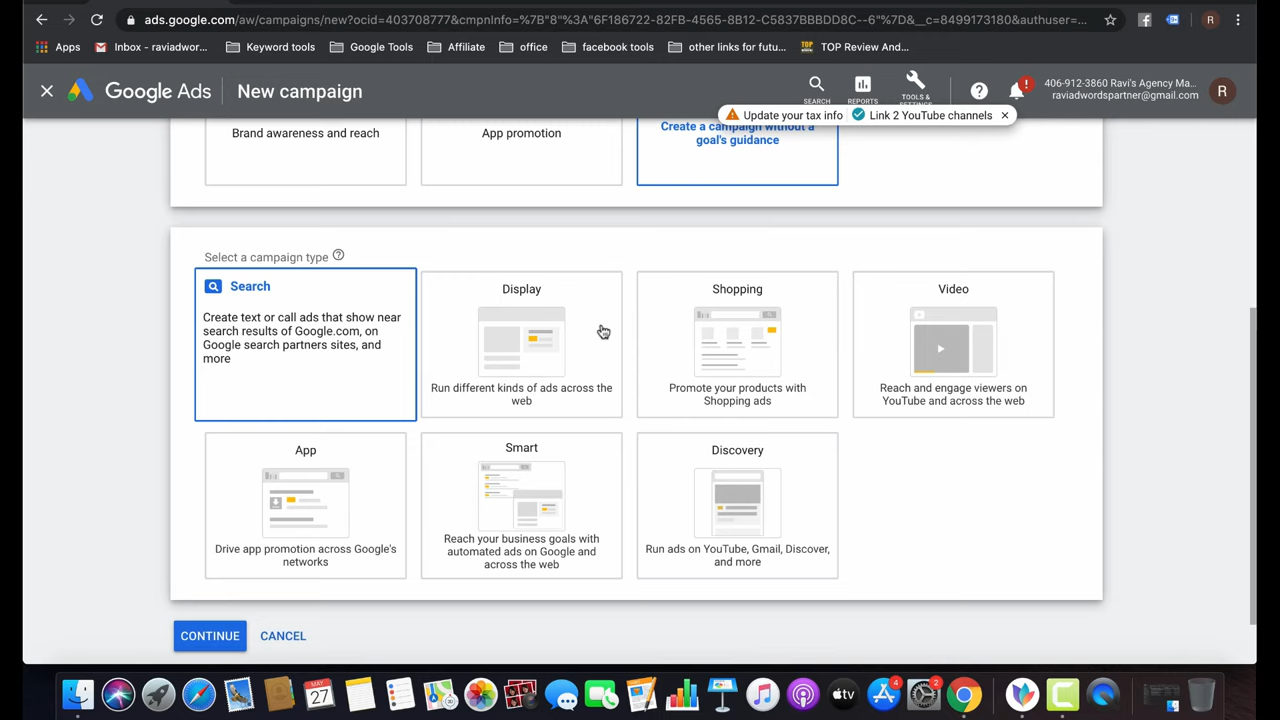 ads.google.com/aw/campaigns/new?ocid=403708777&cmpnInfo=%7B"8"%3A"6F186722-82FB-4565-8B12-C5837BBBDD8C--6"%7D&__c=8499173180&authuser=...
R
Apps
Inbox - raviadwor...
Keyword tools
Google Tools
Affiliate
office
facebook tools
other links for futu...
TOP Review And...
Google Ads
New campaign
SEARCH
REPORTS
TOOLS &
SETTINGS
406-912-3860 Ravi's Agency Ma...
raviadwordspartner@gmail.com
R
Update your tax info
Link 2 YouTube channels
Brand awareness and reach
App promotion
Create a campaign without a
goal's guidance
Select a campaign type
Search
Create text or call ads that show near
search results of Google.com, on
Google search partners sites, and
more
Display
Run different kinds of ads across the
web
Shopping
Promote your products with
Shopping ads
Video
Reach and engage viewers on
YouTube and across the web
App
Drive app promotion across Google's
networks
Smart
Reach your business goals with
automated ads on Google and
across the web
Discovery
Run ads on YouTube, Gmail, Discover,
and more
CONTINUE
CANCEL
MAY
27
tv
4
2